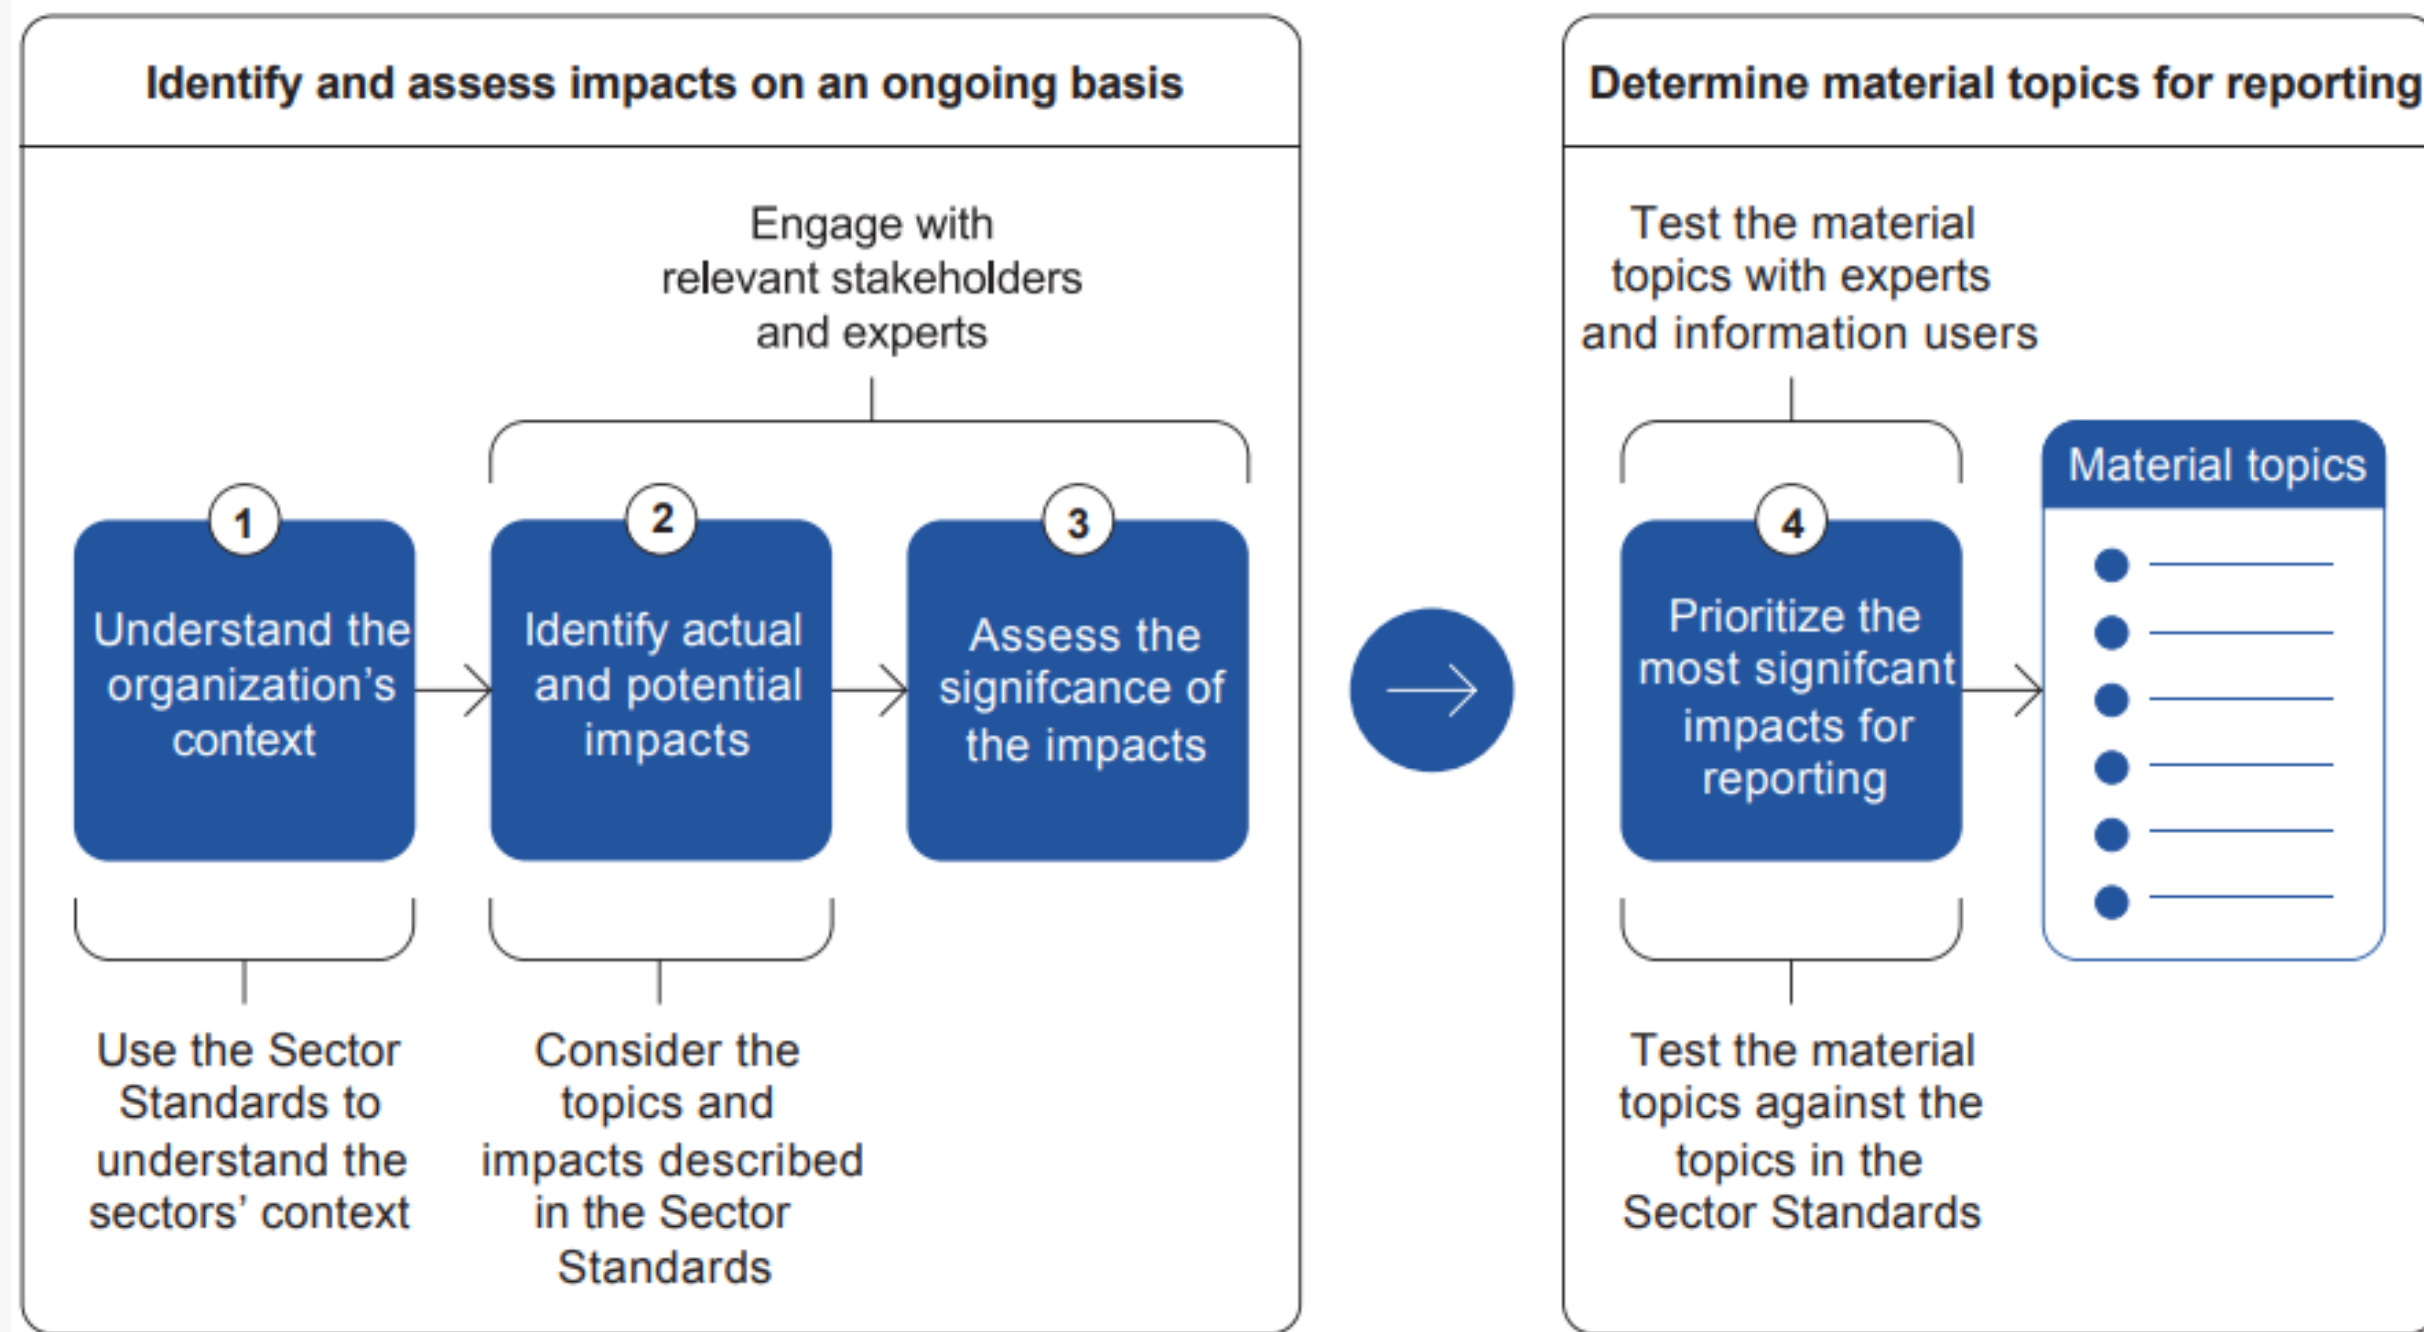 Identify and assess impacts on an ongoing basis
Engage with
relevant stakeholders
and experts
1
Understand the
organization’s
context
2
Identify actual
and potential
impacts
3
Assess the
signifcance of
the impacts
Use the Sector
Standards to
understand the
sectors’ context
Consider the
topics and
impacts described
in the Sector
Standards
Determine material topics for reporting
Test the material
topics with experts
and information users
4
Prioritize the
most signifcant
impacts for
reporting
Material topics
Test the material
topics against the
topics in the
Sector Standards